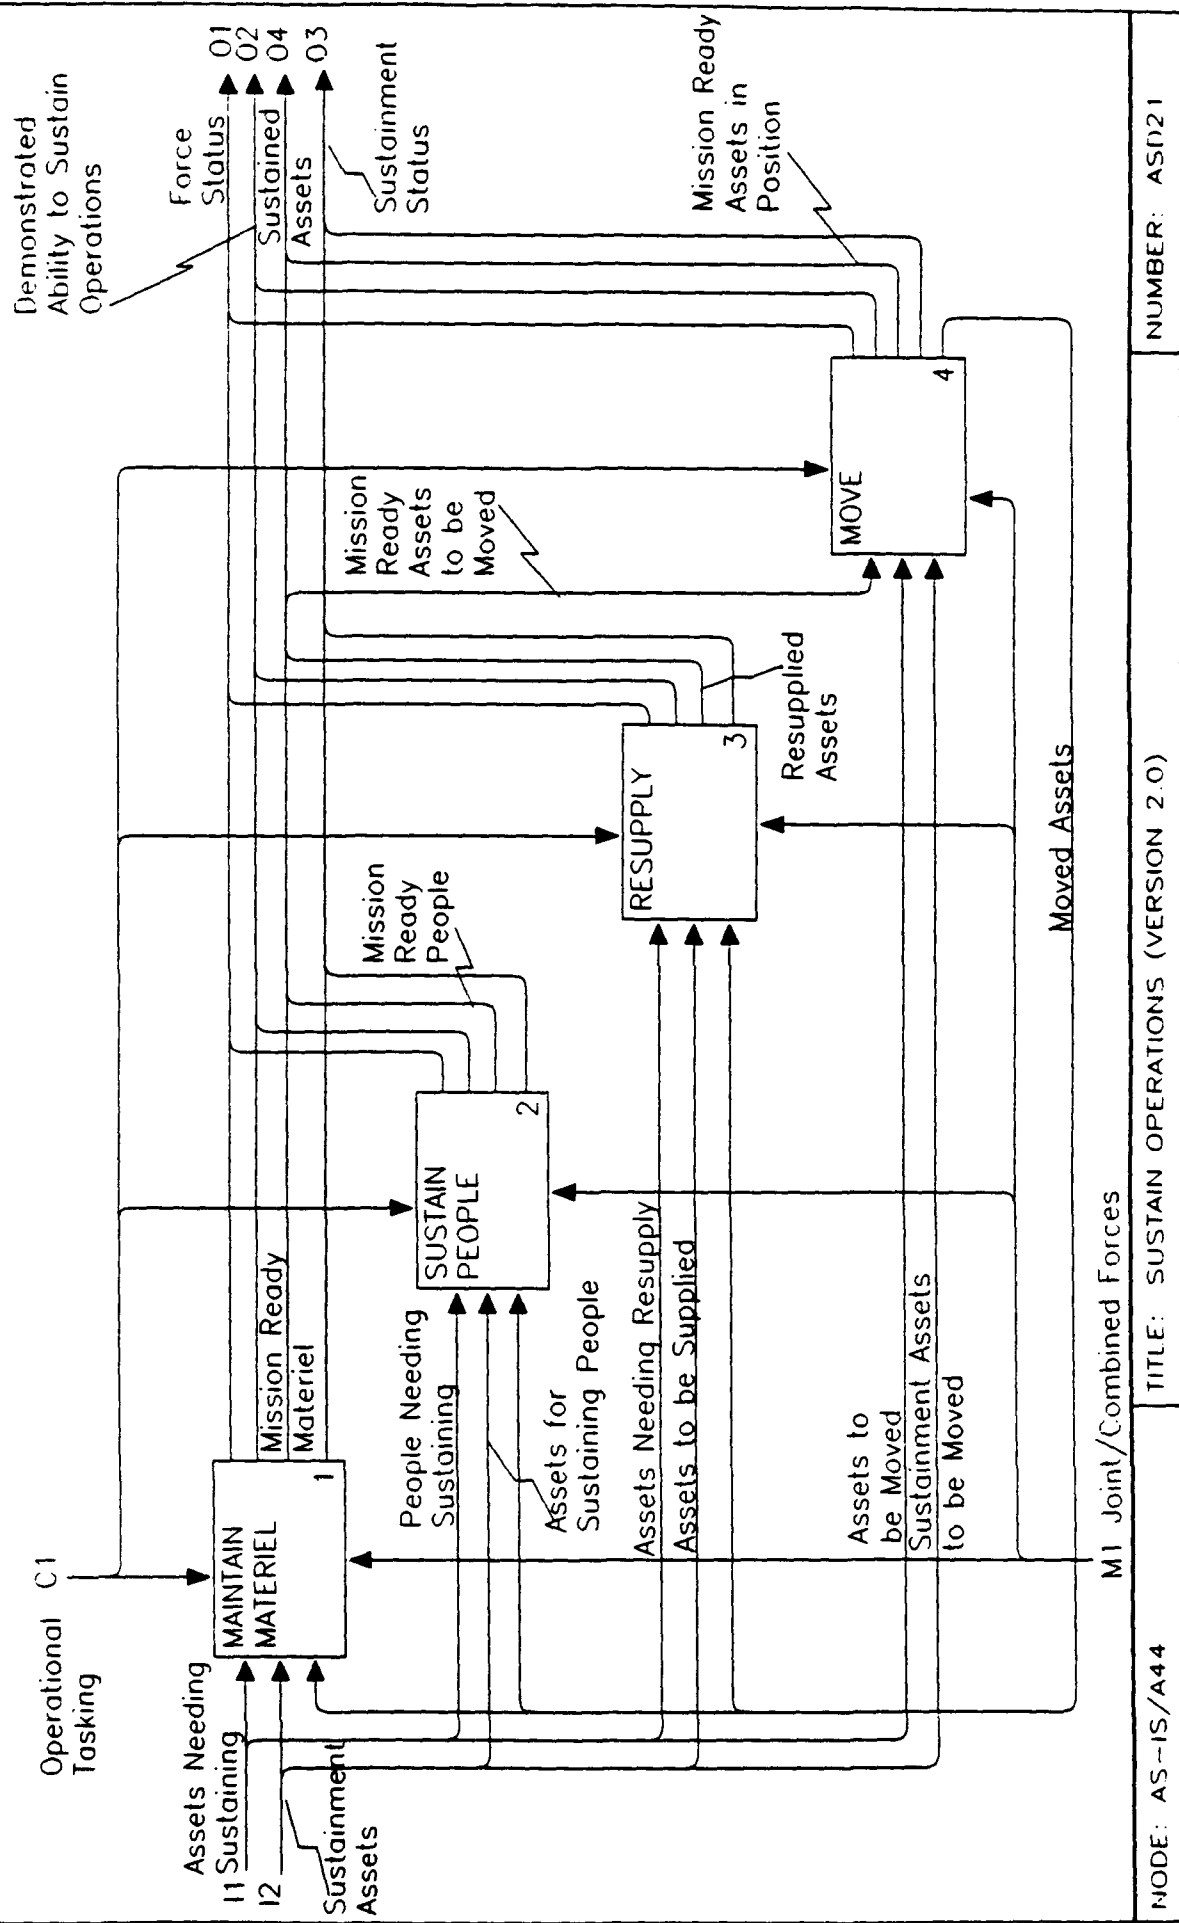 Operational
Tasking
C1
Demonstrated
Ability to Sustain
Operations
Force
Status
O1
O2
O4
O3
Sustained
Assets
Sustainment
Status
Assets Needing
I1 Sustaining
I2
Sustainment
Assets
MAINTAIN
MATERIEL
1
Mission Ready
Materiel
People Needing
Sustaining
Assets for
Sustaining People
SUSTAIN
PEOPLE
2
Mission
Ready
People
Mission
Ready
Assets
to be
Moved
Assets Needing Resupply
Assets to be Supplied
RESUPPLY
3
Resupplied
Assets
Mission Ready
Assets in
Position
Assets to
be Moved
Sustainment Assets
to be Moved
MOVE
4
Moved Assets
M1 Joint/Combined Forces
NODE: AS-IS/A44
TITLE: SUSTAIN OPERATIONS (VERSION 2.0)
NUMBER: ASD21